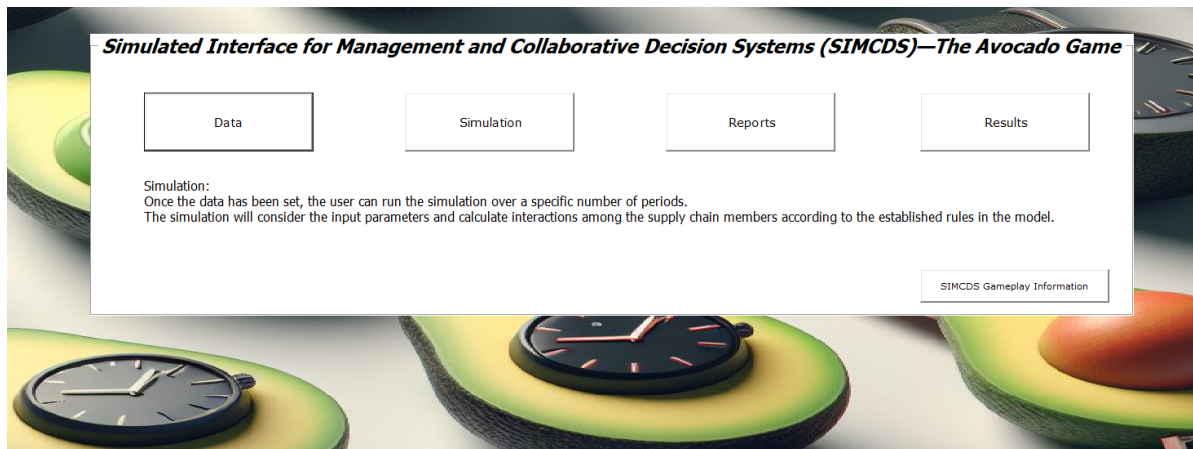 Simulated Interface for Management and Collaborative Decision Systems (SIMCDS)—The Avocado Game
Data
Simulation
Reports
Results
Simulation:
Once the data has been set, the user can run the simulation over a specific number of periods.
The simulation will consider the input parameters and calculate interactions among the supply chain members according to the established rules in the model.
SIMCDS Gameplay Information